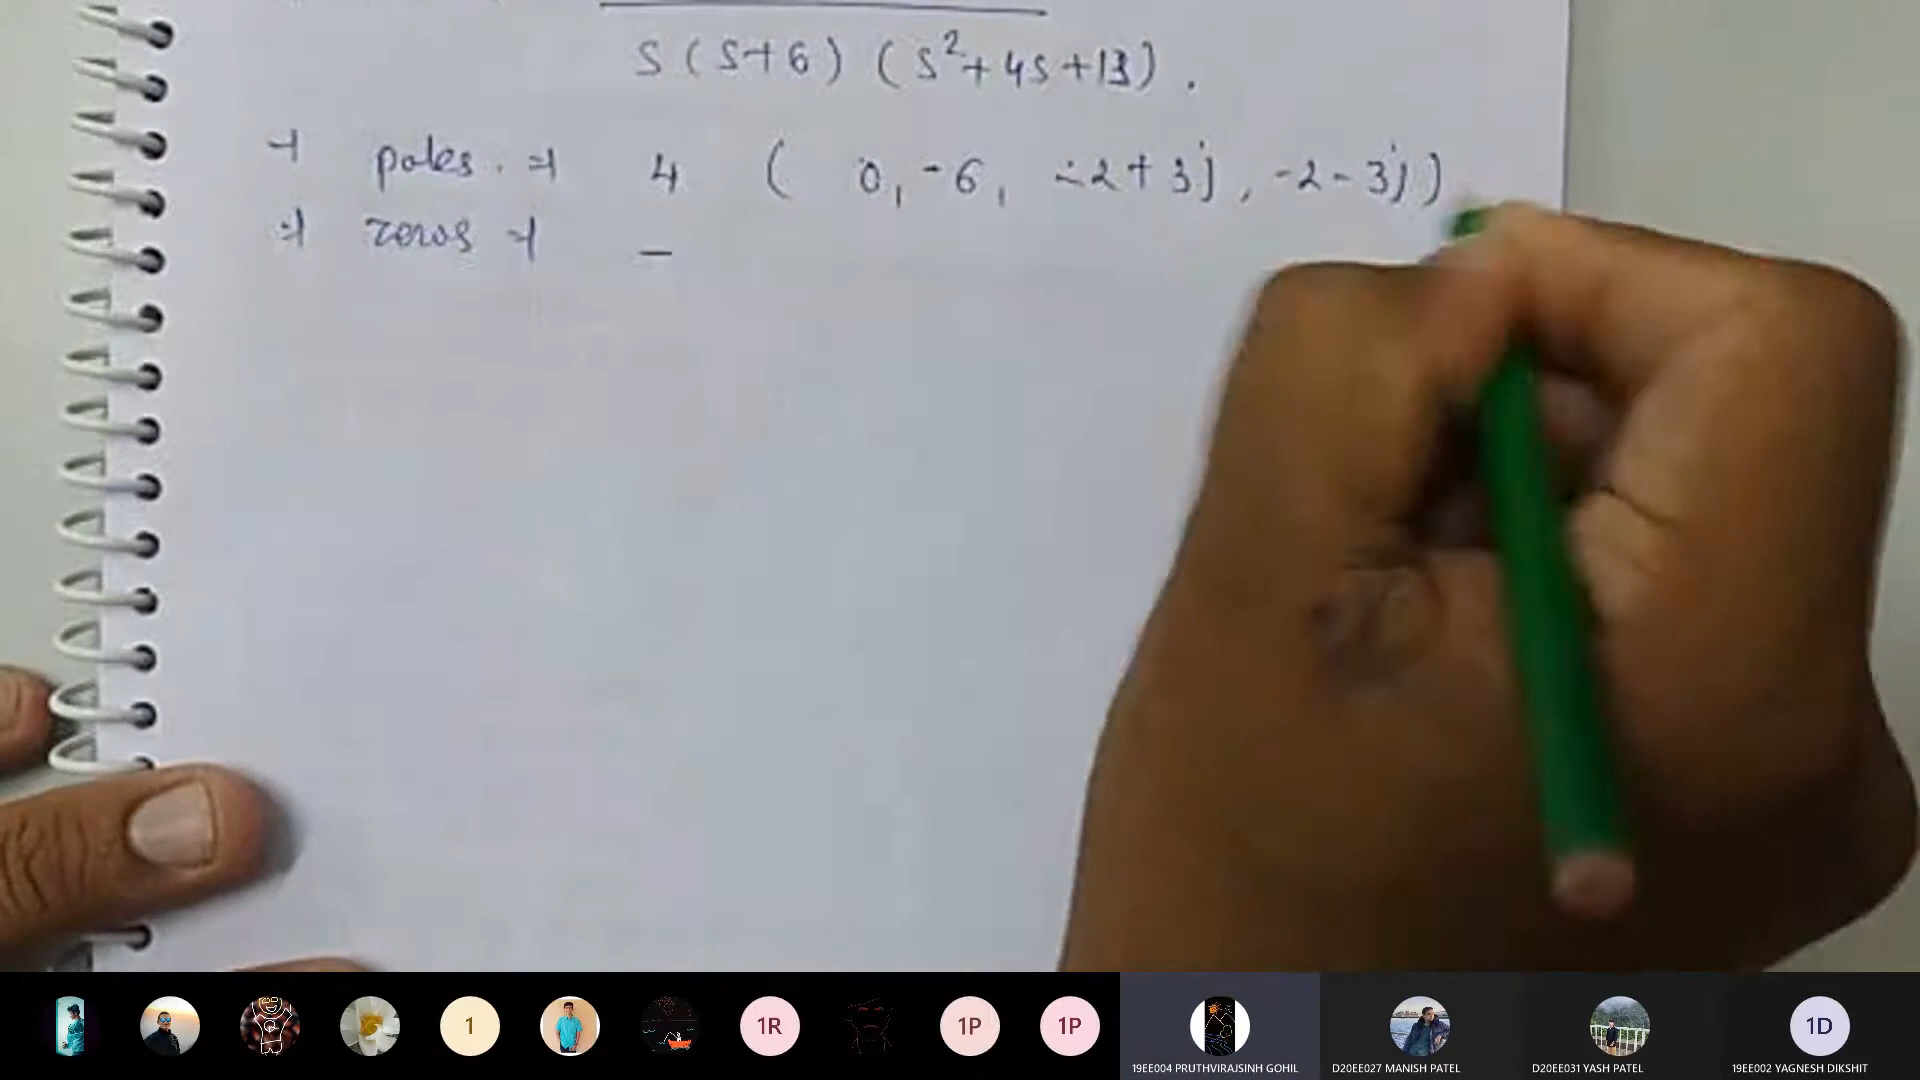 s(s+6)(s²+4s+13).
→ poles. ⇒ 4 ( 0, -6, -2+3j, -2-3j)
⇒ zeros ⇒ –
1
1R
1P
1P
1D
19EE004 PRUTHVIRAJSINH GOHIL
D20EE027 MANISH PATEL
D20EE031 YASH PATEL
19EE002 YAGNESH DIKSHIT